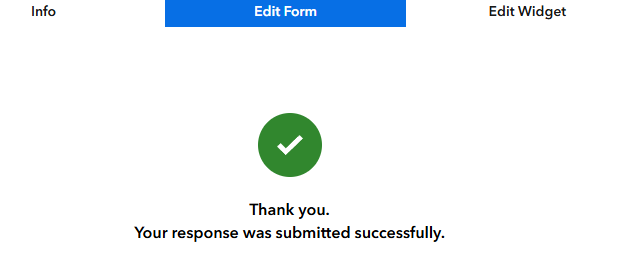 Info Edit Form Edit Widget
Thank you.
Your response was submitted successfully.